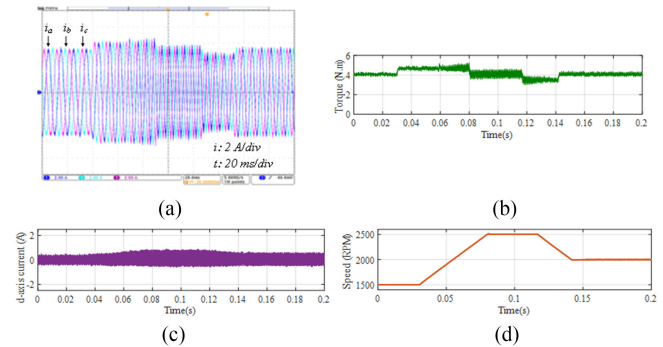 i_a i_b i_c
i: 2 A/div
t: 20 ms/div
(a)
Torque (N.m)
6
4
2
0
0 0.02 0.04 0.06 0.08 0.1 0.12 0.14 0.16 0.18 0.2
Time(s)
(b)
d-axis current (A)
2
0
-2
0 0.02 0.04 0.06 0.08 0.1 0.12 0.14 0.16 0.18 0.2
Time(s)
(c)
Speed (RPM)
2500
2000
1500
0 0.05 0.1 0.15 0.2
Time(s)
(d)